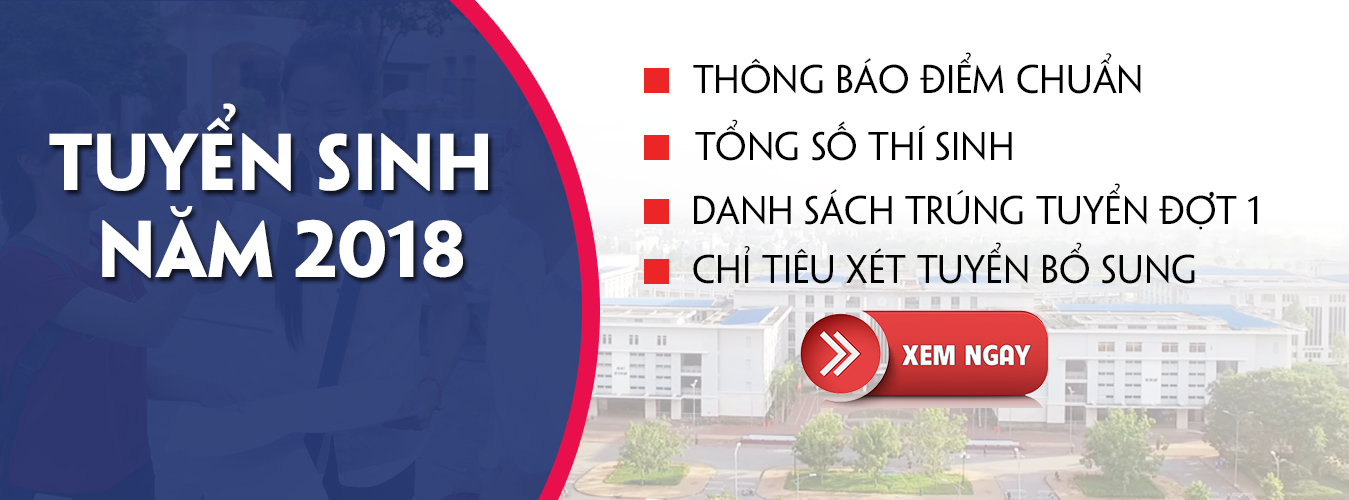 TUYỂN SINH
NĂM 2018
THÔNG BÁO ĐIỂM CHUẨN
TỔNG SỐ THÍ SINH
DANH SÁCH TRÚNG TUYỂN ĐỢT 1
CHỈ TIÊU XÉT TUYỂN BỔ SUNG
XEM NGAY